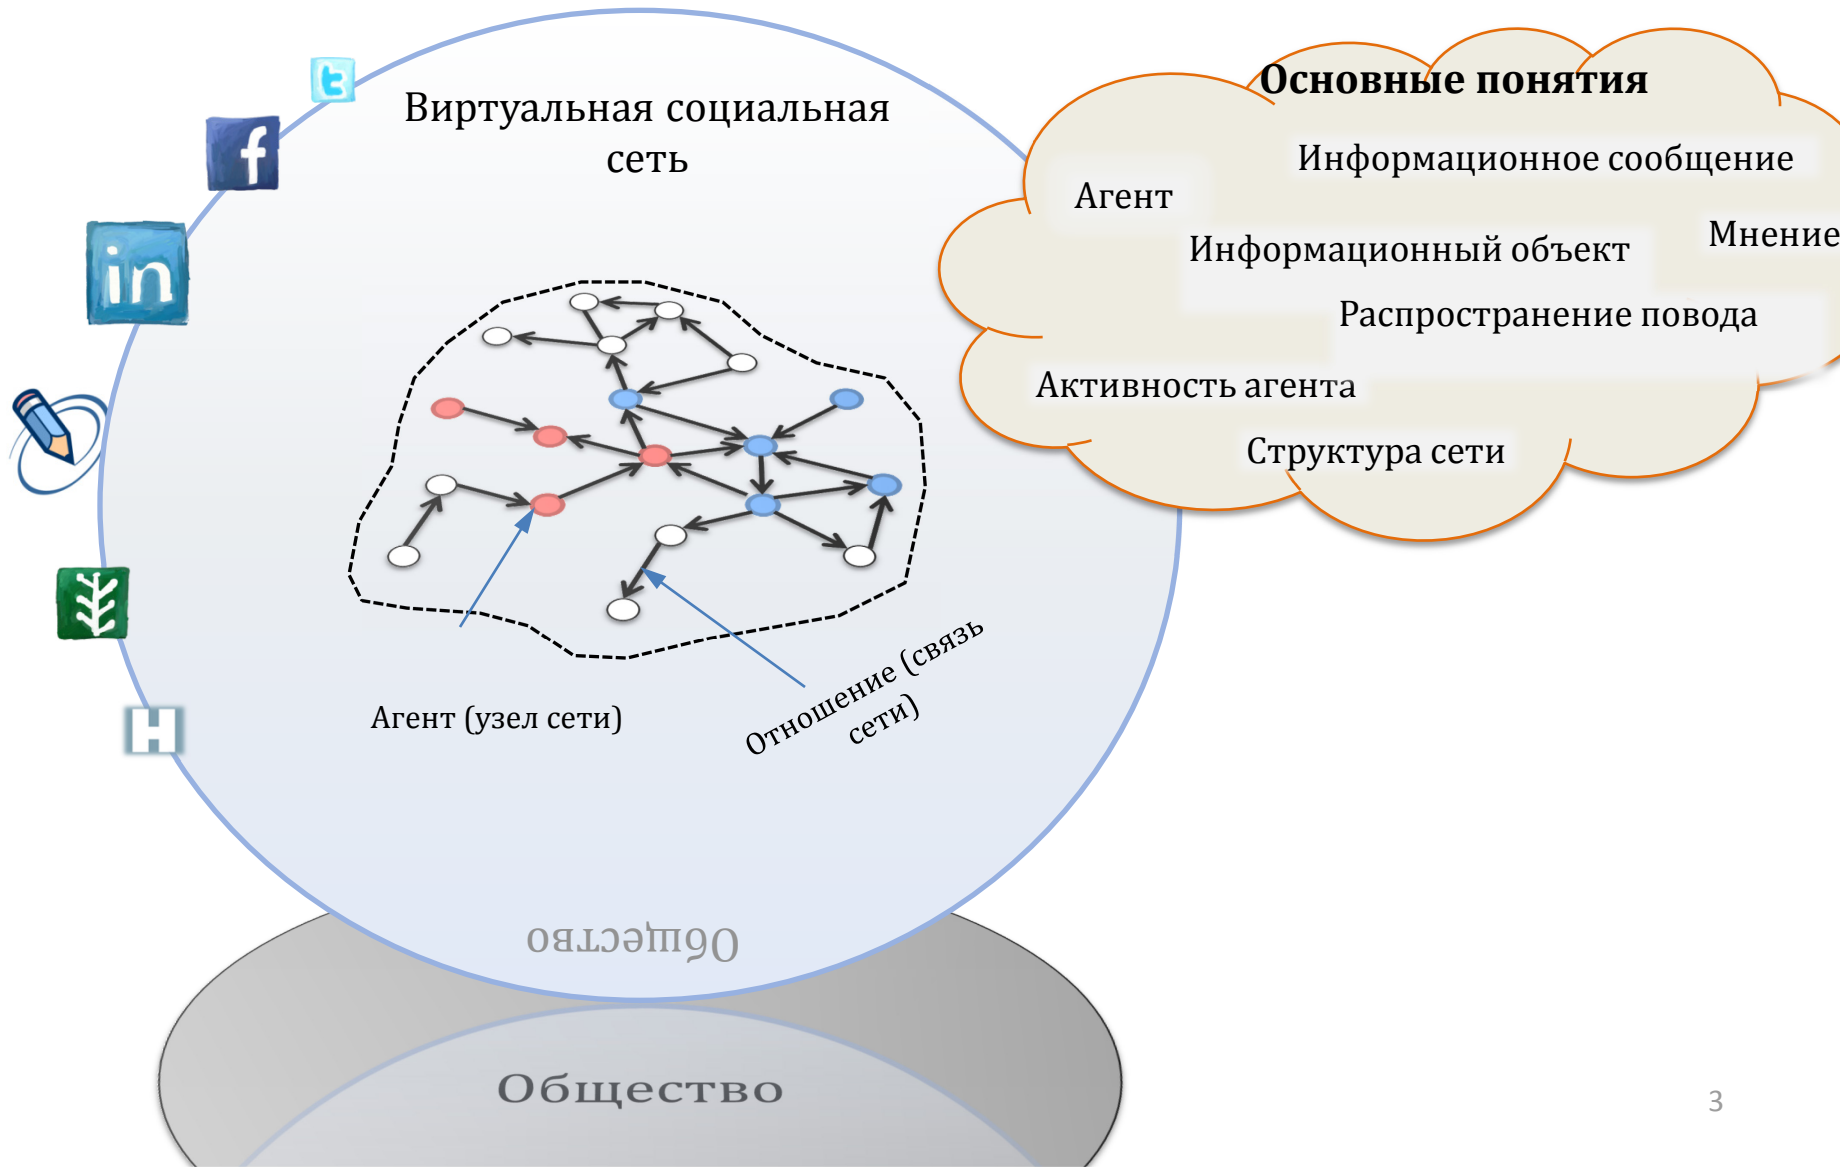 Виртуальная социальная
сеть
Основные понятия
Информационное сообщение
Агент
Мнение
Информационный объект
Распространение повода
Активность агента
Структура сети
t
f
in
H
Агент (узел сети)
Отношение (связь
сети)
Общество
Общество
3